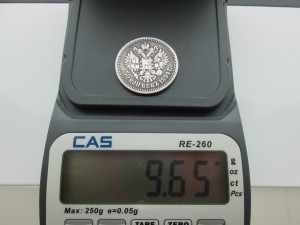 CAS RE-260
9.65
g
oz
ct
Pcs
Max: 250g e=0.05g
TARE ZERO